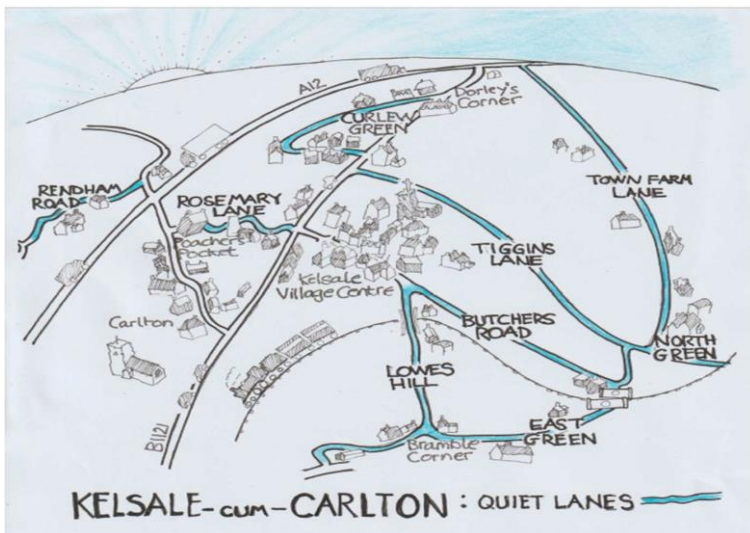 A12
Dorley's
Corner
CURLEW
GREEN
RENDHAM
ROAD
ROSEMARY
LANE
TOWN FARM
LANE
Poachers
Pocket
TIGGINS
LANE
Kelsale
Village Centre
Carlton
BUTCHERS
ROAD
NORTH
GREEN
LOWES
HILL
EAST
GREEN
Bramble
Corner
B1121
KELSALE-CUM-CARLTON : QUIET LANES